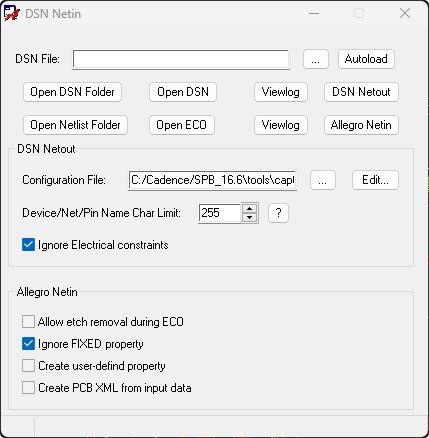 DSN Netin
DSN File: ... Autoload
Open DSN Folder Open DSN Viewlog DSN Netout
Open Netlist Folder Open ECO Viewlog Allegro Netin
DSN Netout
Configuration File: C:/Cadence/SPB_16.6\tools\capt ... Edit...
Device/Net/Pin Name Char Limit: 255 ?
Ignore Electrical constraints
Allegro Netin
Allow etch removal during ECO
Ignore FIXED property
Create user-defind property
Create PCB XML from input data